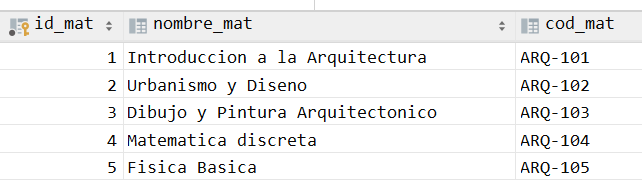 id_mat nombre_mat cod_mat
1 Introduccion a la Arquitectura ARQ-101
2 Urbanismo y Diseno ARQ-102
3 Dibujo y Pintura Arquitectonico ARQ-103
4 Matematica discreta ARQ-104
5 Fisica Basica ARQ-105